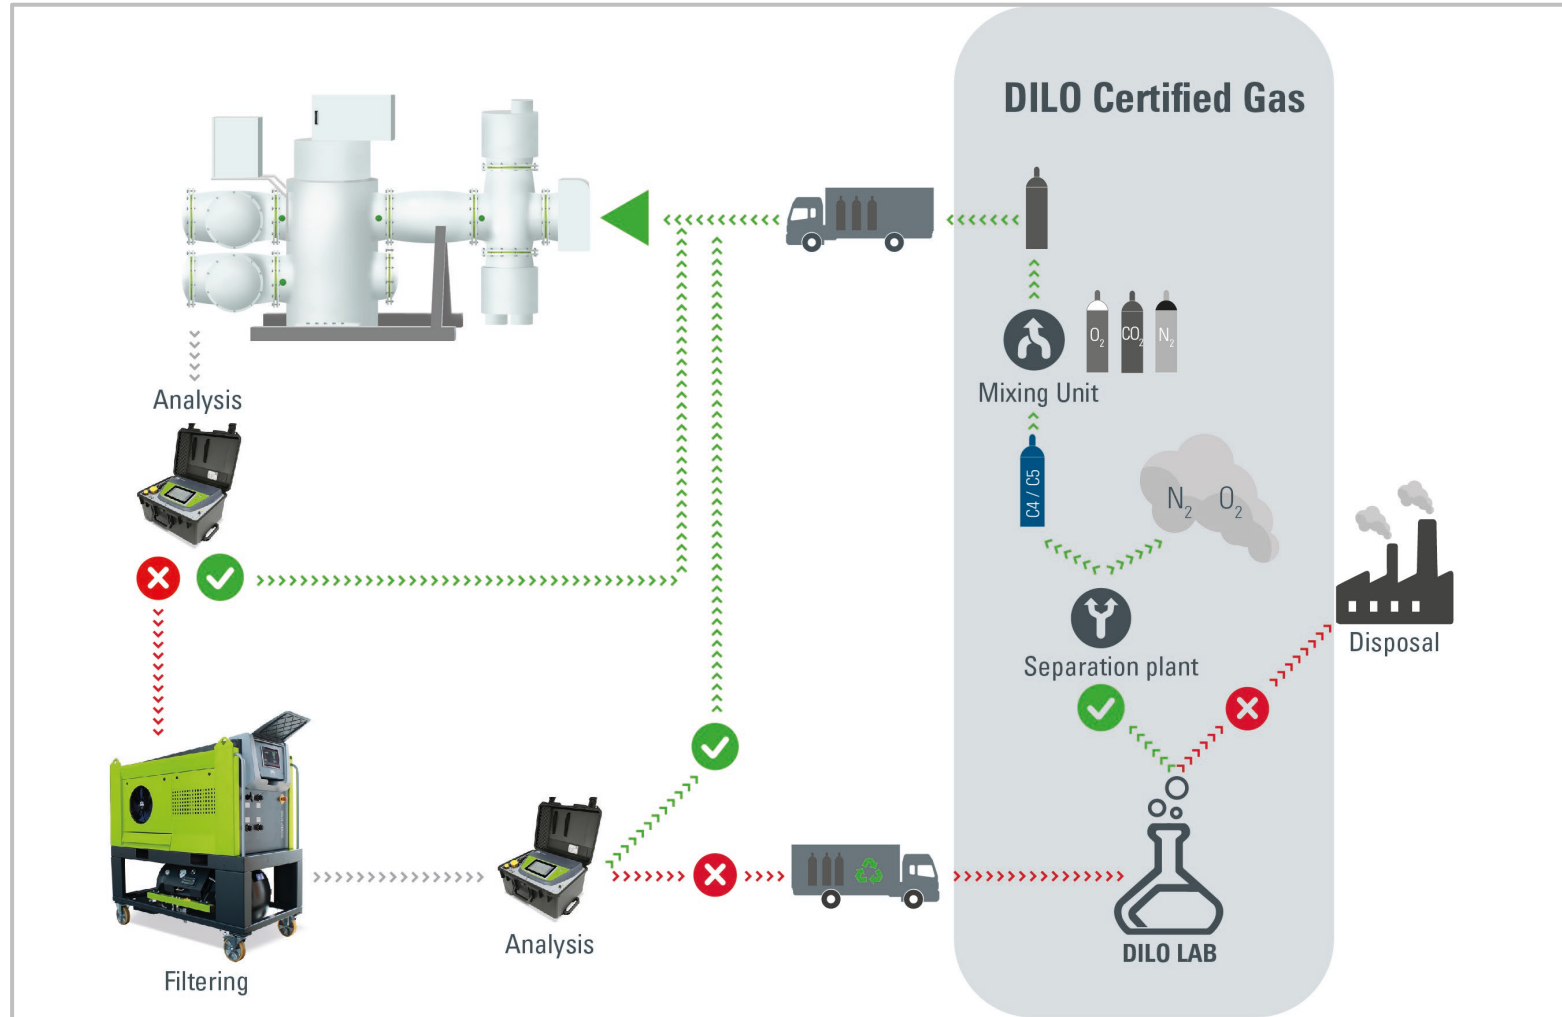 DILO Certified Gas
O₂
CO₂
N₂
Mixing Unit
Analysis
C4 / C5
N₂ O₂
Separation plant
Disposal
Filtering
Analysis
DILO LAB